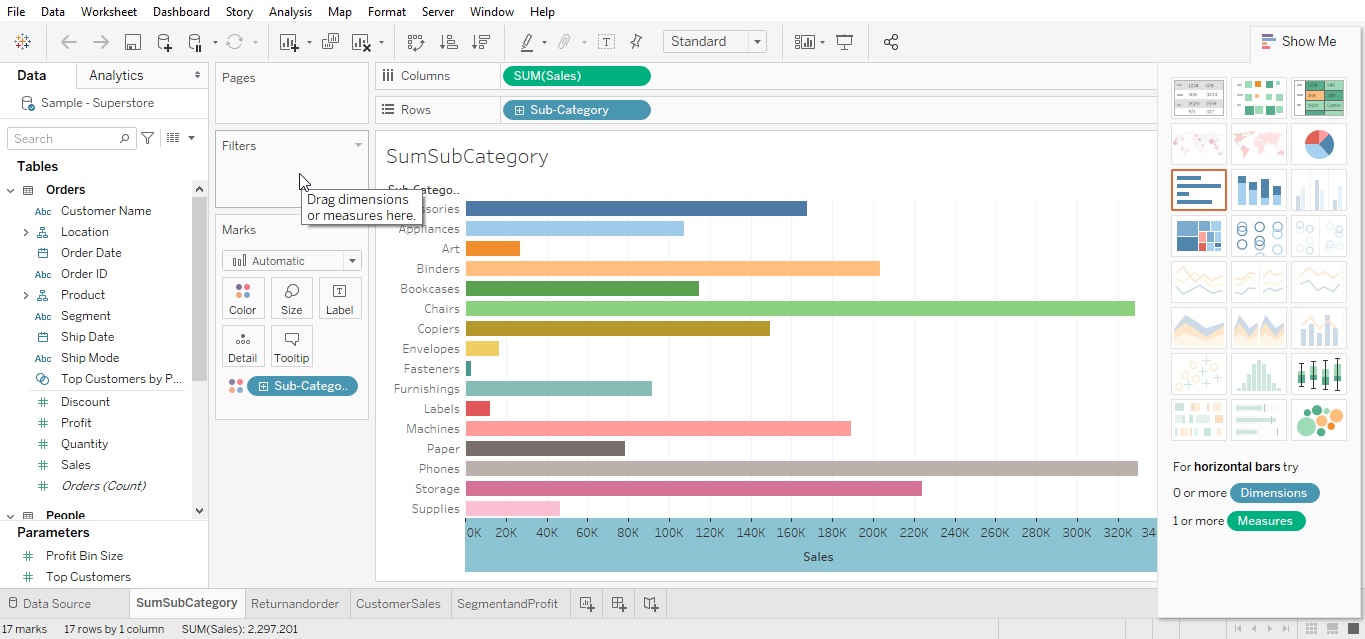 File Data Worksheet Dashboard Story Analysis Map Format Server Window Help
Standard
Show Me
Data Analytics
Sample - Superstore
Search
Tables
Orders
Abc Customer Name
Location
Order Date
Abc Order ID
Product
Abc Segment
Ship Date
Abc Ship Mode
Top Customers by P...
Discount
Profit
Quantity
Sales
Orders (Count)
People
Parameters
Profit Bin Size
Top Customers
Pages
Filters
Drag dimensions
or measures here.
Marks
Automatic
Color Size Label
Detail Tooltip
Sub-Catego..
Columns SUM(Sales)
Rows Sub-Category
SumSubCategory
Sub-Catego..
ssories
Appliances
Art
Binders
Bookcases
Chairs
Copiers
Envelopes
Fasteners
Furnishings
Labels
Machines
Paper
Phones
Storage
Supplies
0K 20K 40K 60K 80K 100K 120K 140K 160K 180K 200K 220K 240K 260K 280K 300K 320K 34
Sales
For horizontal bars try
0 or more Dimensions
1 or more Measures
Data Source SumSubCategory Returnandorder CustomerSales SegmentandProfit
17 marks 17 rows by 1 column SUM(Sales): 2,297,201